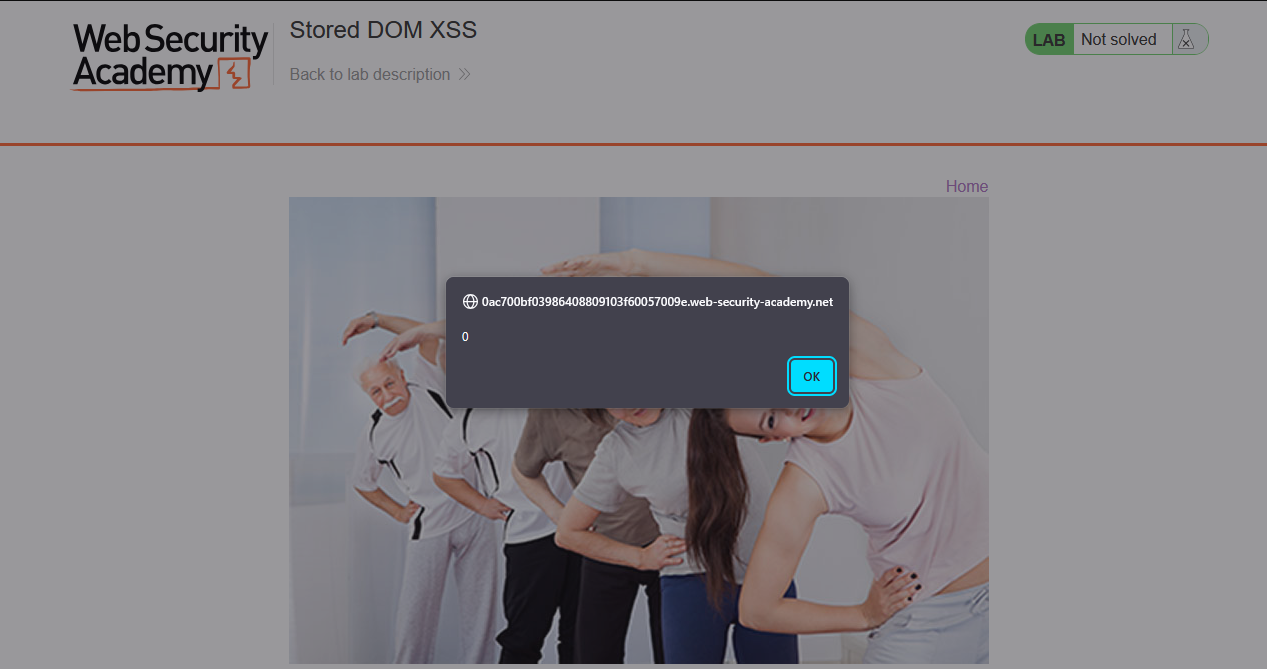 Web Security
Academy
Stored DOM XSS
Back to lab description
LAB
Not solved
Home
0ac700bf03986408809103f60057009e.web-security-academy.net
0
OK